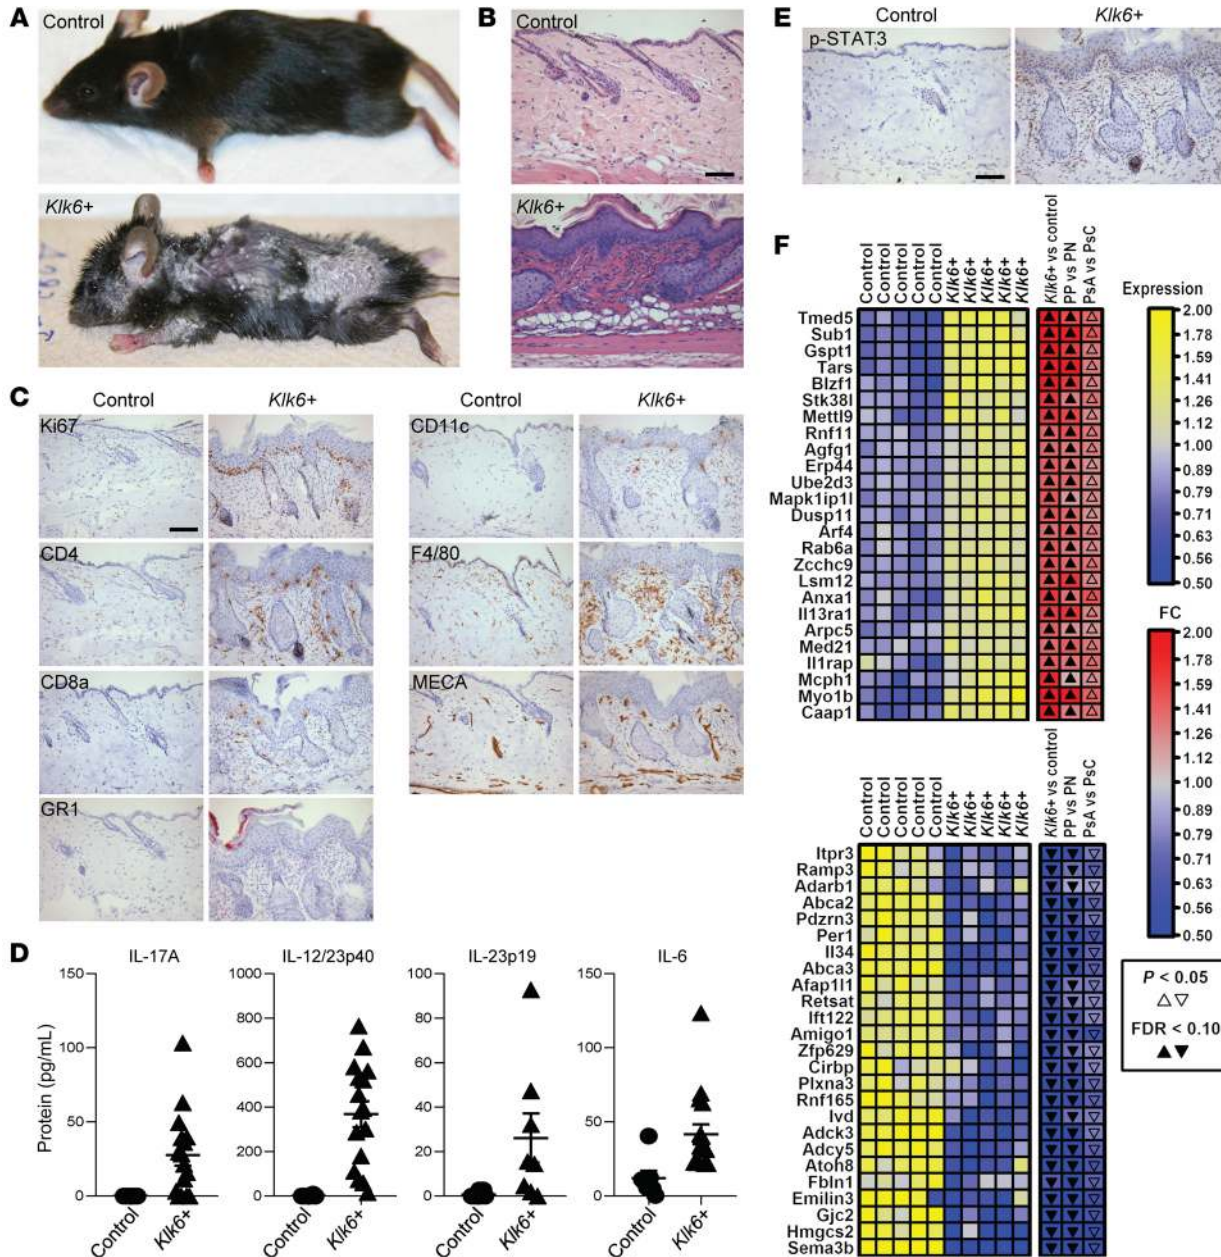 A
Control
Klk6+
B
Control
Klk6+
C
Control
Klk6+
Ki67
CD4
CD8a
GR1
Control
Klk6+
CD11c
F4/80
MECA
D
IL-17A
IL-12/23p40
IL-23p19
IL-6
Protein (pg/mL)
150
100
50
0
1000
800
600
400
200
0
100
80
60
40
20
0
150
100
50
0
Control
Klk6+
Control
Klk6+
Control
Klk6+
Control
Klk6+
E
Control
Klk6+
p-STAT3
F
Control
Control
Control
Control
Control
Klk6+
Klk6+
Klk6+
Klk6+
Klk6+
Klk6+ vs control
PP vs PN
PsA vs PsC
Tmed5
Sub1
Gspt1
Tars
Blzf1
Stk38l
Mettl9
Rnf11
Agfg1
Erp44
Ube2d3
Mapk1ip1l
Dusp11
Arf4
Rab6a
Zcchc9
Lsm12
Anxa1
Il13ra1
Arpc5
Med21
Il1rap
Mcph1
Myo1b
Caap1
Control
Control
Control
Control
Control
Klk6+
Klk6+
Klk6+
Klk6+
Klk6+
Klk6+ vs control
PP vs PN
PsA vs PsC
Itpr3
Ramp3
Adarb1
Abca2
Pdzrn3
Per1
Il34
Abca3
Afap1l1
Retsat
Ift122
Amigo1
Zfp629
Cirbp
Plxna3
Rnf165
Ivd
Adck3
Adcy5
Atoh8
Fbln1
Emilin3
Gjc2
Hmgcs2
Sema3b
Expression
2.00
1.78
1.59
1.41
1.26
1.12
1.00
0.89
0.79
0.71
0.63
0.56
0.50
FC
2.00
1.78
1.59
1.41
1.26
1.12
1.00
0.89
0.79
0.71
0.63
0.56
0.50
P < 0.05
△▽
FDR < 0.10
▲▼